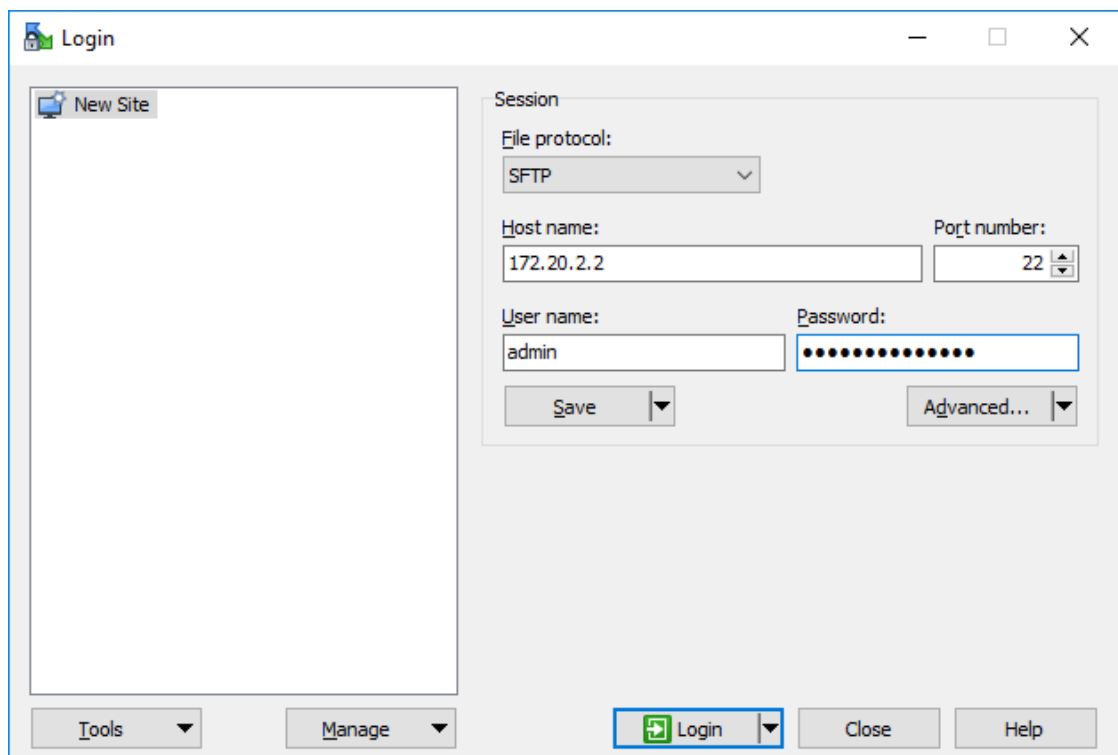 Login
New Site
Session
File protocol:
SFTP
Host name: Port number:
172.20.2.2 22
User name: Password:
admin ••••••••••••••
Save Advanced...
Tools Manage Login Close Help